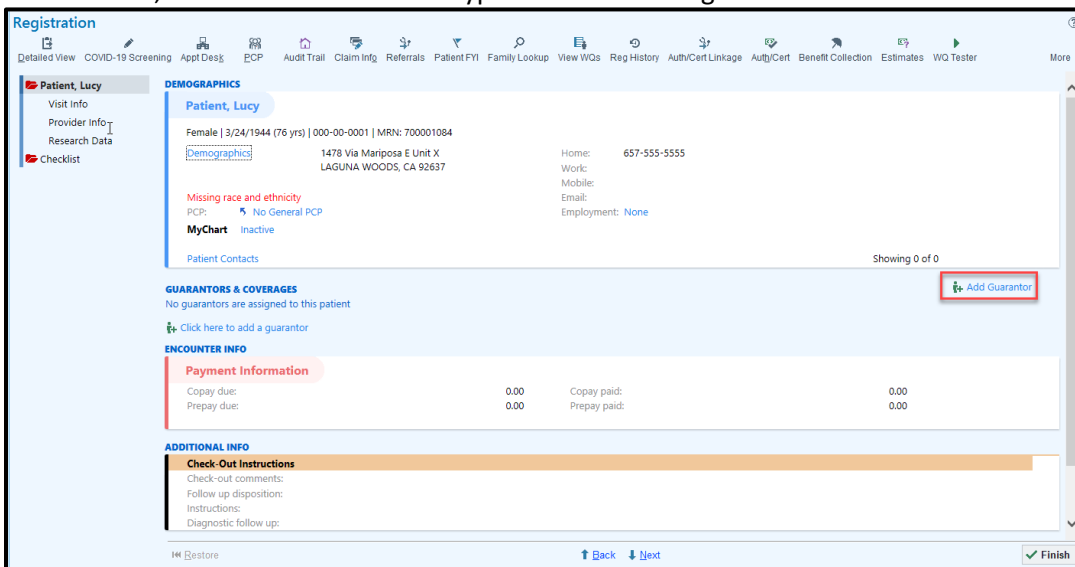 Registration
Detailed View COVID-19 Screening Appt Desk PCP Audit Trail Claim Info Referrals Patient FYI Family Lookup View WQs Reg History Auth/Cert Linkage Auth/Cert Benefit Collection Estimates WQ Tester More
Patient, Lucy
Visit Info
Provider Info
Research Data
Checklist
DEMOGRAPHICS
Patient, Lucy
Female | 3/24/1944 (76 yrs) | 000-00-0001 | MRN: 700001084
Demographics 1478 Via Mariposa E Unit X Home: 657-555-5555
LAGUNA WOODS, CA 92637 Work:
Mobile:
Missing race and ethnicity Email:
PCP: No General PCP Employment: None
MyChart Inactive
Patient Contacts Showing 0 of 0
GUARANTORS & COVERAGES Add Guarantor
No guarantors are assigned to this patient
Click here to add a guarantor
ENCOUNTER INFO
Payment Information
Copay due: 0.00 Copay paid: 0.00
Prepay due: 0.00 Prepay paid: 0.00
ADDITIONAL INFO
Check-Out Instructions
Check-out comments:
Follow up disposition:
Instructions:
Diagnostic follow up:
Restore Back Next Finish